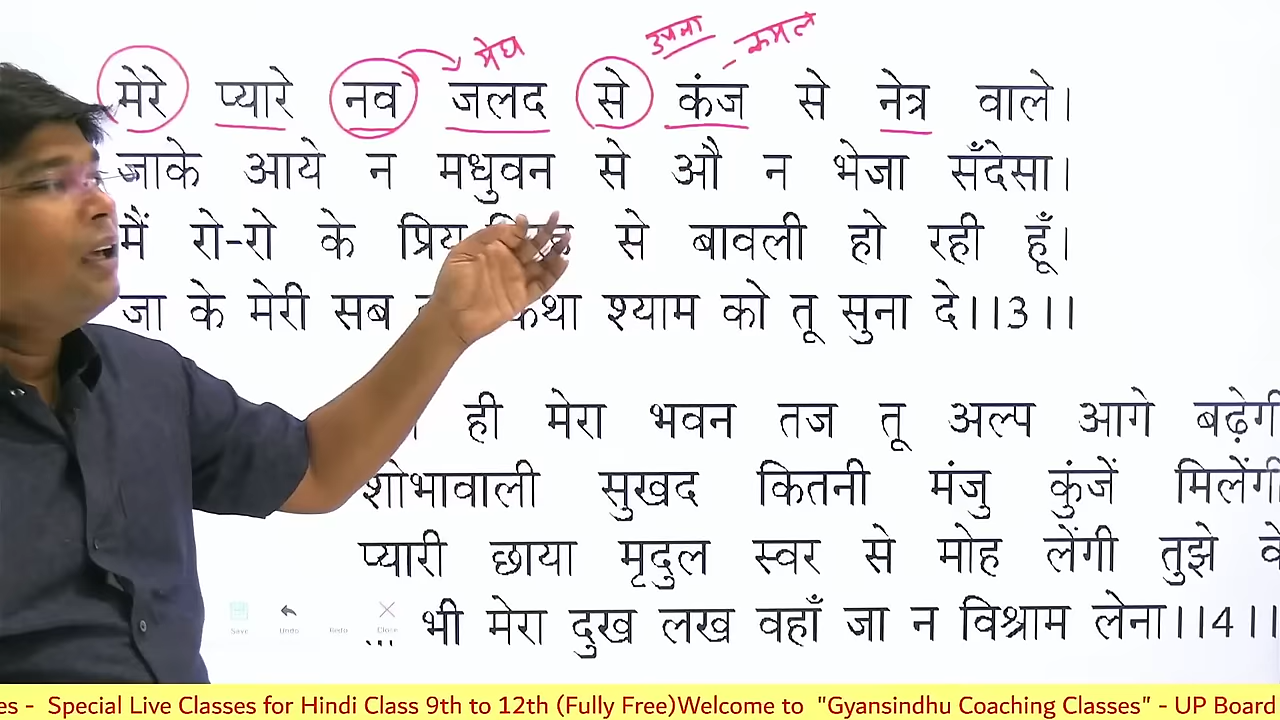 मेघ उपमा - कमल
मेरे प्यारे नव जलद से कंज से नेत्र वाले।
जाके आये न मधुवन से औ न भेजा सँदेसा।
मैं रो-रो के प्रिय से बावली हो रही हूँ।
जा के मेरी सब कथा श्याम को तू सुना दे।।3।।
ही मेरा भवन तज तू अल्प आगे बढ़ेगी
शोभावाली सुखद कितनी मंजु कुंजें मिलेंगी
प्यारी छाया मृदुल स्वर से मोह लेंगी तुझे वे
... भी मेरा दुख लख वहाँ जा न विश्राम लेना।।4।।
Save Undo Redo Close
es - Special Live Classes for Hindi Class 9th to 12th (Fully Free)Welcome to "Gyansindhu Coaching Classes" - UP Board